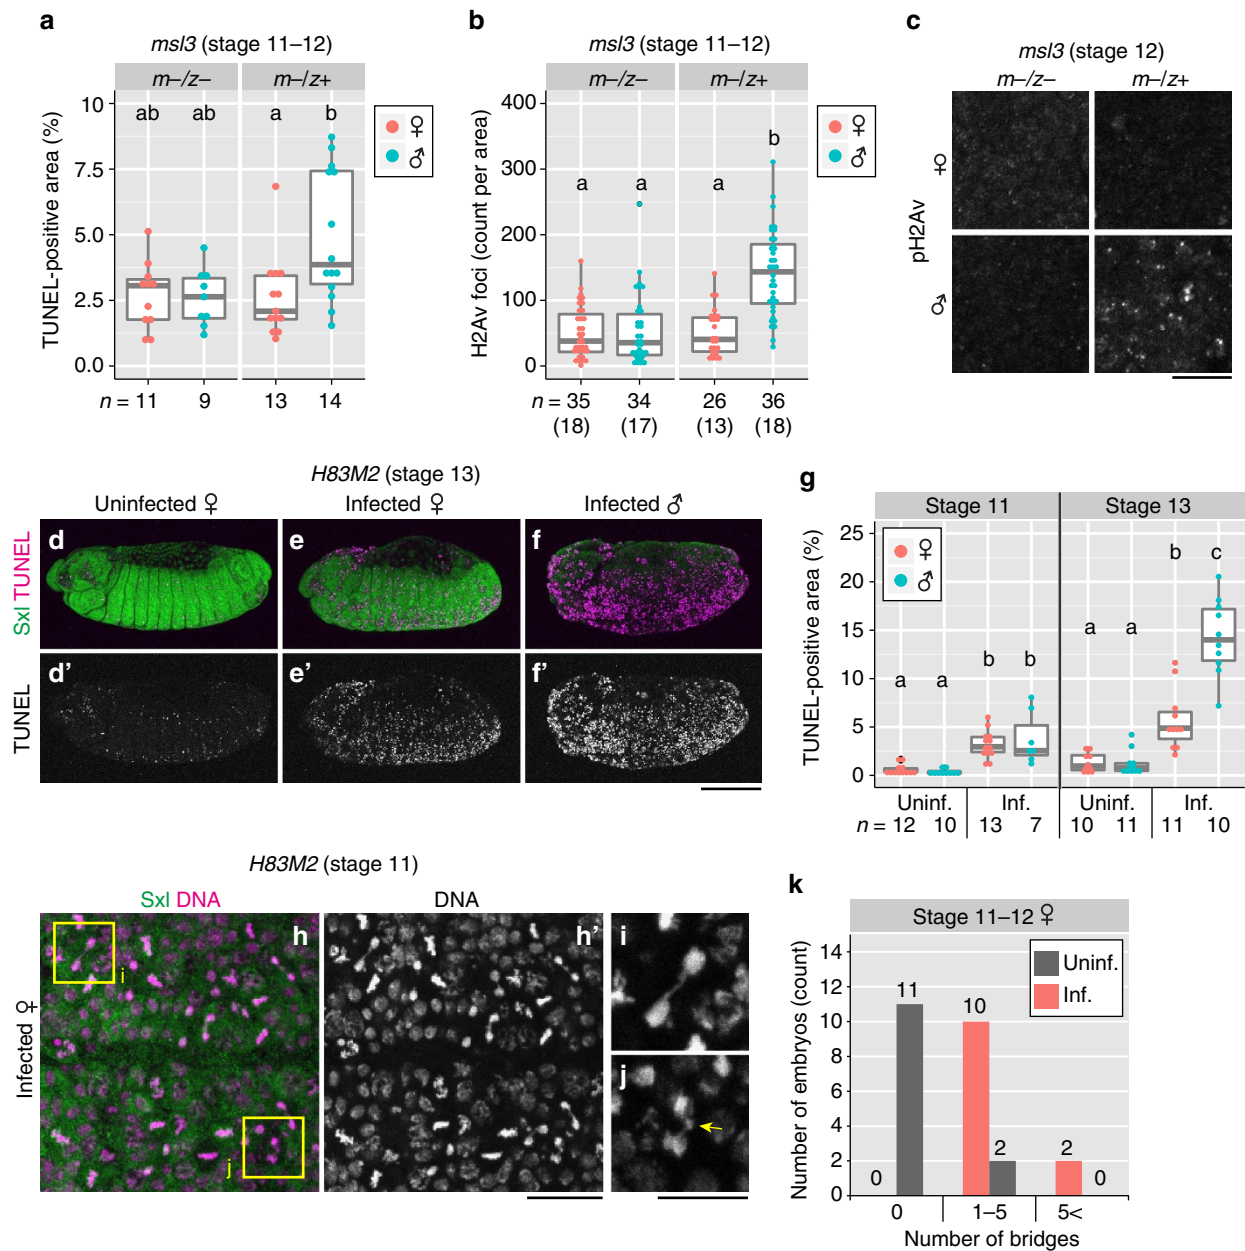 a
msl3 (stage 11–12)
m–/z– m–/z+
TUNEL-positive area (%)
10
7.5
5.0
2.5
0.0
ab ab a b
♀
♂
n = 11 9 13 14
b
msl3 (stage 11–12)
m–/z– m–/z+
H2Av foci (count per area)
400
300
200
100
0
a a a b
♀
♂
n = 35 34 26 36
(18) (17) (13) (18)
c
msl3 (stage 12)
m–/z– m–/z+
pH2Av
♀
♂
H83M2 (stage 13)
Uninfected ♀ Infected ♀ Infected ♂
Sxl TUNEL
d e f
TUNEL
d' e' f'
g
Stage 11 Stage 13
TUNEL-positive area (%)
25
20
15
10
5
0
♀
♂
a a b b a a b c
Uninf. Inf. Uninf. Inf.
n = 12 10 13 7 10 11 11 10
H83M2 (stage 11)
Sxl DNA DNA
Infected ♀
h h' i
i
j
j
k
Stage 11–12 ♀
Number of embryos (count)
14
12
10
8
6
4
2
0
Uninf.
Inf.
0 11 10 2 2 0
0 1–5 5<
Number of bridges